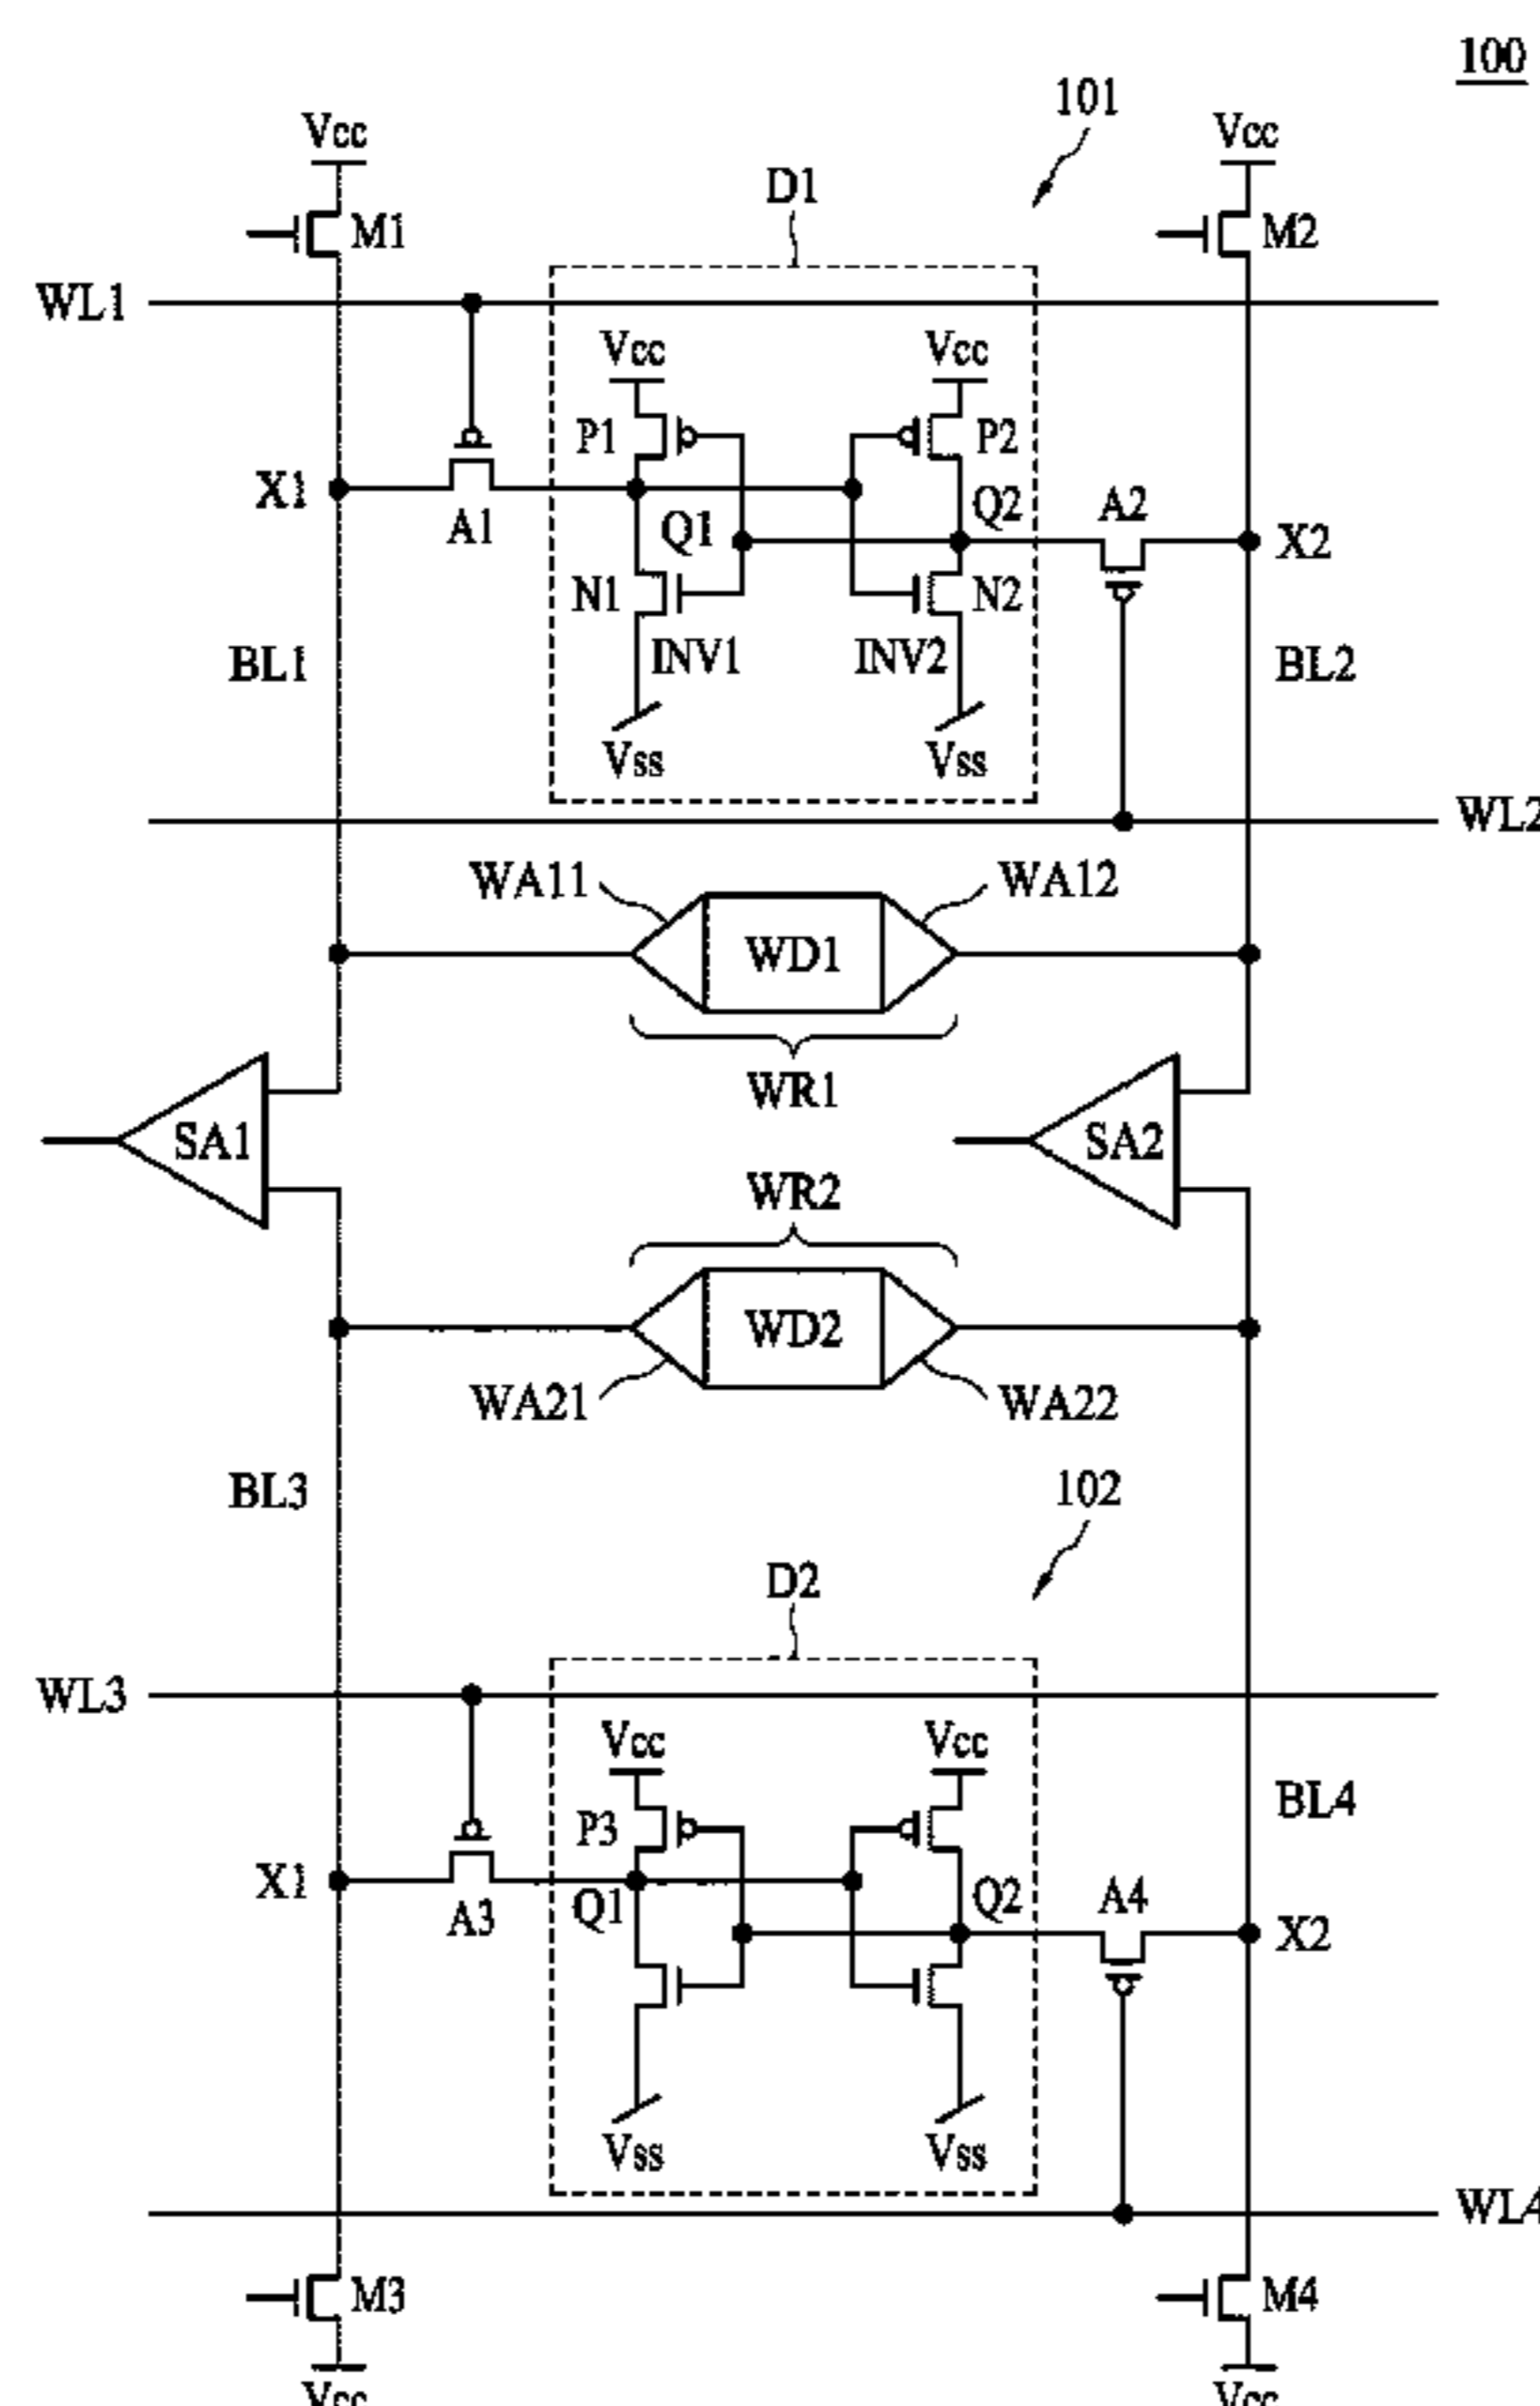 100
101
Vcc
Vcc
D1
M1
M2
WL1
Vcc
Vcc
P1
P2
X1
A1
Q1
Q2
A2
X2
N1
N2
BL1
INV1
INV2
BL2
Vss
Vss
WL2
WA11
WA12
WD1
WR1
SA1
SA2
WR2
WD2
WA21
WA22
BL3
102
D2
WL3
Vcc
Vcc
BL4
P3
X1
A3
Q1
Q2
A4
X2
Vss
Vss
WL4
M3
M4
Vcc
Vcc